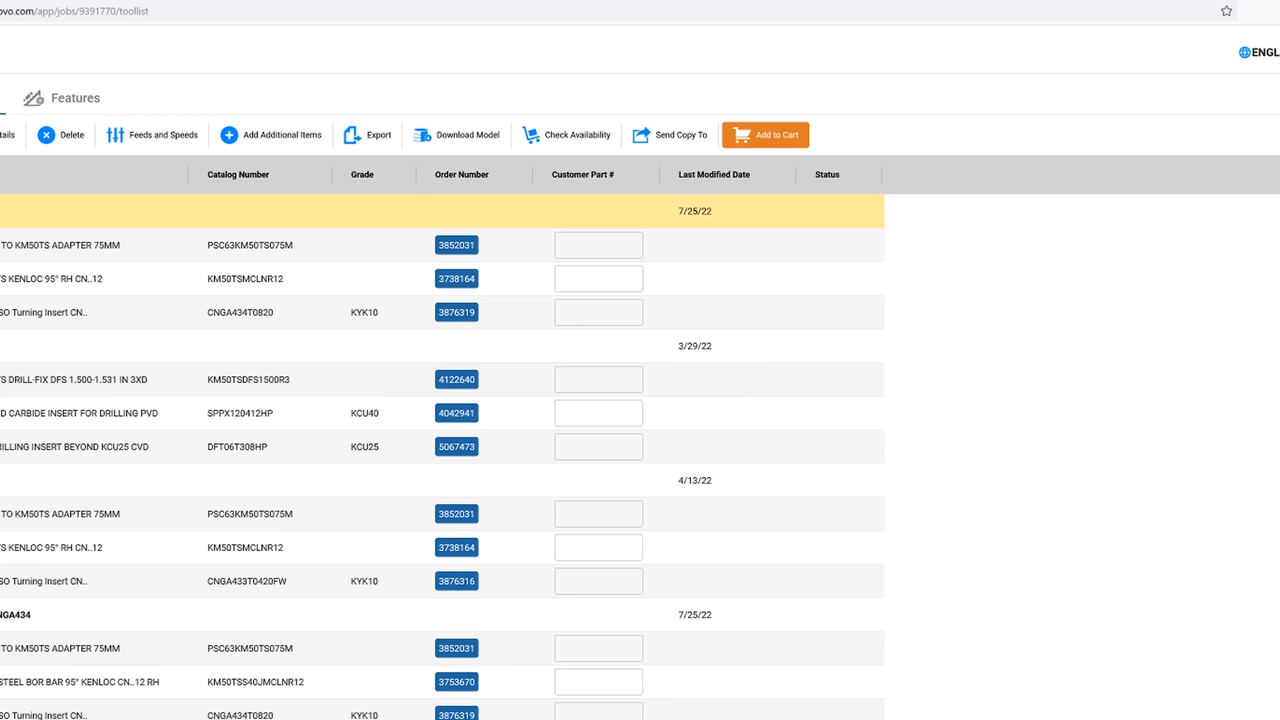 ovo.com/app/jobs/9391770/toollist
ENGL
Features
tails Delete Feeds and Speeds Add Additional Items Export Download Model Check Availability Send Copy To Add to Cart
Catalog Number Grade Order Number Customer Part # Last Modified Date Status
7/25/22
TO KM50TS ADAPTER 75MM PSC63KM50TS075M 3852031
S KENLOC 95° RH CN..12 KM50TSMCLNR12 3738164
SO Turning Insert CN.. CNGA434T0820 KYK10 3876319
3/29/22
S DRILL-FIX DFS 1.500-1.531 IN 3XD KM50TSDFS1500R3 4122640
D CARBIDE INSERT FOR DRILLING PVD SPPX120412HP KCU40 4042941
RILLING INSERT BEYOND KCU25 CVD DFT06T308HP KCU25 5067473
4/13/22
TO KM50TS ADAPTER 75MM PSC63KM50TS075M 3852031
S KENLOC 95° RH CN..12 KM50TSMCLNR12 3738164
SO Turning Insert CN.. CNGA433T0420FW KYK10 3876316
NGA434 7/25/22
TO KM50TS ADAPTER 75MM PSC63KM50TS075M 3852031
STEEL BOR BAR 95° KENLOC CN..12 RH KM50TSS40JMCLNR12 3753670
SO Turning Insert CN.. CNGA434T0820 KYK10 3876319